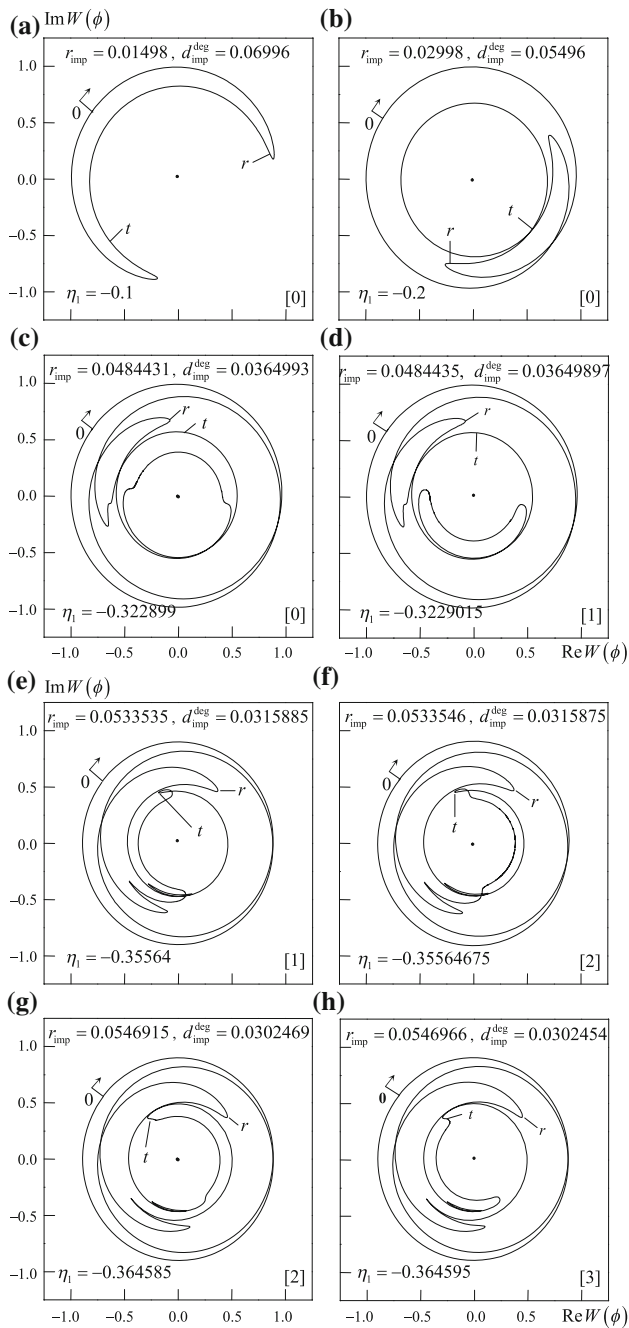 Im W(ϕ)
(a) (b)
r_imp = 0.01498 , d_imp^deg = 0.06996
r_imp = 0.02998 , d_imp^deg = 0.05496
1.0
0.5
0.0
−0.5
−1.0
0
r
t
η₁ = −0.1 [0]
0
t
r
η₁ = −0.2 [0]
(c) (d)
r_imp = 0.0484431 , d_imp^deg = 0.0364993
r_imp = 0.0484435, d_imp^deg = 0.03649897
1.0
0.5
0.0
−0.5
−1.0
0
r
t
η₁ = −0.322899 [0]
0
r
t
η₁ = −0.3229015 [1]
−1.0 −0.5 0.0 0.5 1.0
−1.0 −0.5 0.0 0.5 Re W(ϕ)
(e) Im W(ϕ) (f)
r_imp = 0.0533535 , d_imp^deg = 0.0315885
r_imp = 0.0533546 , d_imp^deg = 0.0315875
1.0
0.5
0.0
−0.5
−1.0
0
r
t
η₁ = −0.35564 [1]
0
r
t
η₁ = −0.35564675 [2]
(g) (h)
r_imp = 0.0546915 , d_imp^deg = 0.0302469
r_imp = 0.0546966 , d_imp^deg = 0.0302454
1.0
0.5
0.0
−0.5
−1.0
0
r
t
η₁ = −0.364585 [2]
0
t
r
η₁ = −0.364595 [3]
−1.0 −0.5 0.0 0.5 1.0
−1.0 −0.5 0.0 0.5 Re W(ϕ)